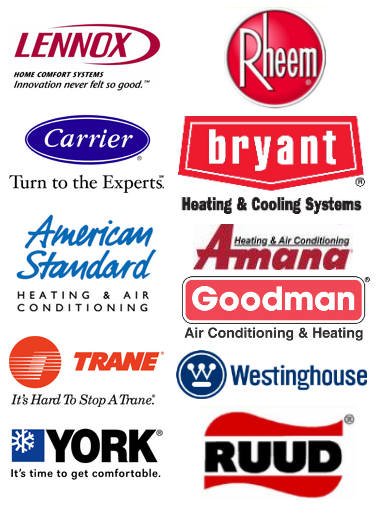 LENNOX
HOME COMFORT SYSTEMS
Innovation never felt so good.™
Rheem
Carrier
®
Turn to the Experts.℠
bryant
®
Heating & Cooling Systems
American
Standard
HEATING & AIR
CONDITIONING
Heating & Air Conditioning
Amana®
Goodman®
Air Conditioning & Heating
TRANE®
It's Hard To Stop A Trane.®
Westinghouse
YORK®
It's time to get comfortable.
RUUD®